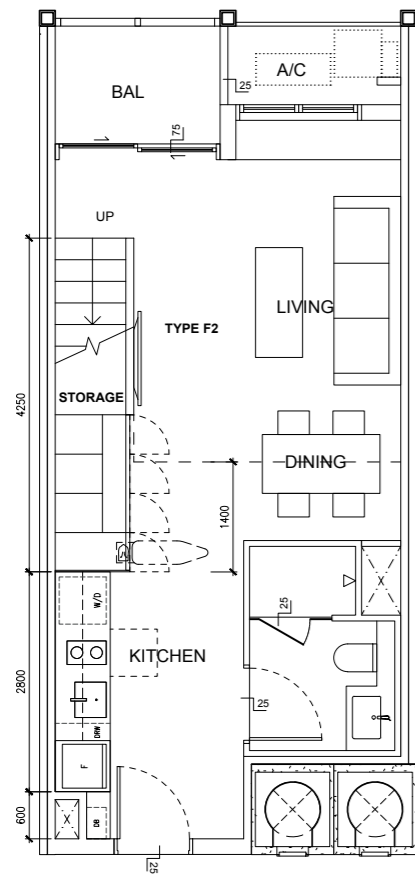 A/C
25
BAL
75
UP
LIVING
TYPE F2
STORAGE
4250
DINING
1400
W/D
25
KITCHEN
2800
25
DRW
F
600
DB
25